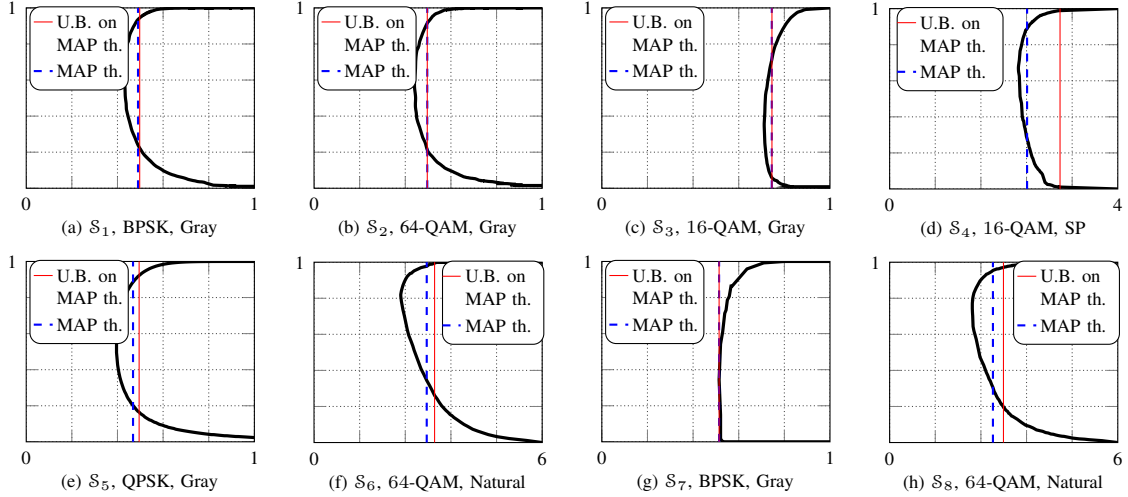 1
U.B. on
MAP th.
MAP th.
0
1
(a) 𝒮₁, BPSK, Gray
1
U.B. on
MAP th.
MAP th.
0
1
(b) 𝒮₂, 64-QAM, Gray
1
U.B. on
MAP th.
MAP th.
0
1
(c) 𝒮₃, 16-QAM, Gray
1
U.B. on
MAP th.
MAP th.
0
4
(d) 𝒮₄, 16-QAM, SP
1
U.B. on
MAP th.
MAP th.
0
1
(e) 𝒮₅, QPSK, Gray
1
U.B. on
MAP th.
MAP th.
0
6
(f) 𝒮₆, 64-QAM, Natural
1
U.B. on
MAP th.
MAP th.
0
1
(g) 𝒮₇, BPSK, Gray
1
U.B. on
MAP th.
MAP th.
0
6
(h) 𝒮₈, 64-QAM, Natural